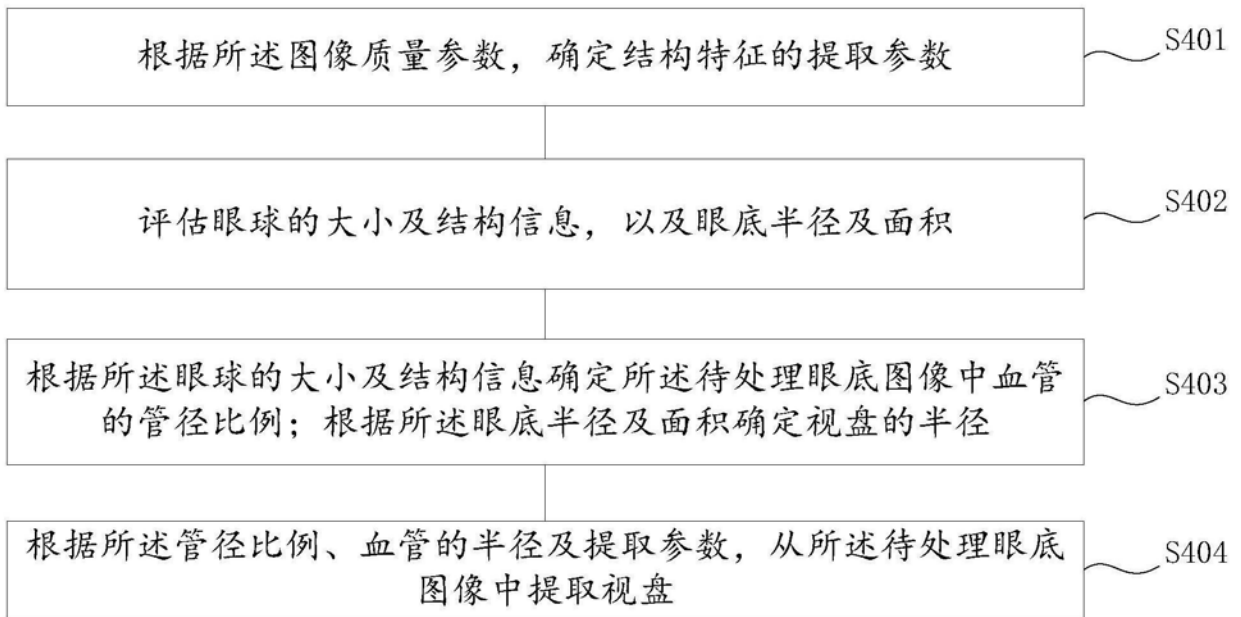 根据所述图像质量参数，确定结构特征的提取参数
S401
评估眼球的大小及结构信息，以及眼底半径及面积
S402
根据所述眼球的大小及结构信息确定所述待处理眼底图像中血管
的管径比例；根据所述眼底半径及面积确定视盘的半径
S403
根据所述管径比例、血管的半径及提取参数，从所述待处理眼底
图像中提取视盘
S404